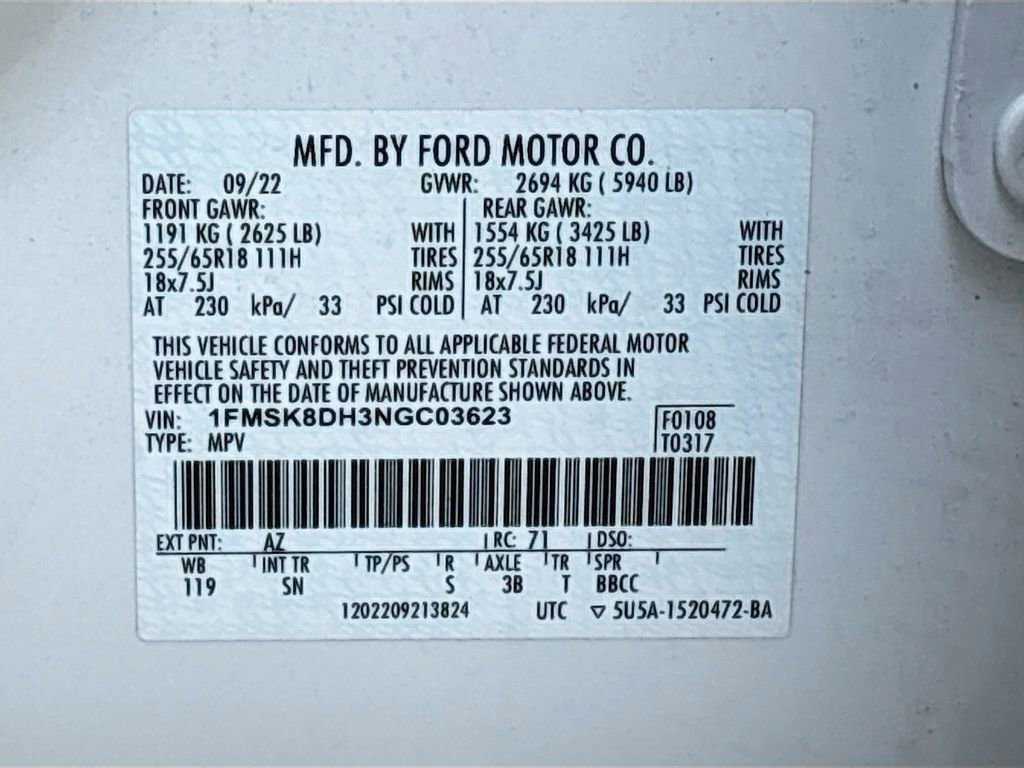 MFD. BY FORD MOTOR CO.
DATE: 09/22 GVWR: 2694 KG ( 5940 LB)
FRONT GAWR: REAR GAWR:
1191 KG ( 2625 LB) WITH 1554 KG ( 3425 LB) WITH
255/65R18 111H TIRES 255/65R18 111H TIRES
18x7.5J RIMS 18x7.5J RIMS
AT 230 kPa/ 33 PSI COLD AT 230 kPa/ 33 PSI COLD
THIS VEHICLE CONFORMS TO ALL APPLICABLE FEDERAL MOTOR
VEHICLE SAFETY AND THEFT PREVENTION STANDARDS IN
EFFECT ON THE DATE OF MANUFACTURE SHOWN ABOVE.
VIN: 1FMSK8DH3NGC03623 F0108
TYPE: MPV T0317
EXT PNT: AZ RC: 71 DSO:
WB INT TR TP/PS R AXLE TR SPR
119 SN S 3B T BBCC
1202209213824 UTC ▽ 5U5A-1520472-BA